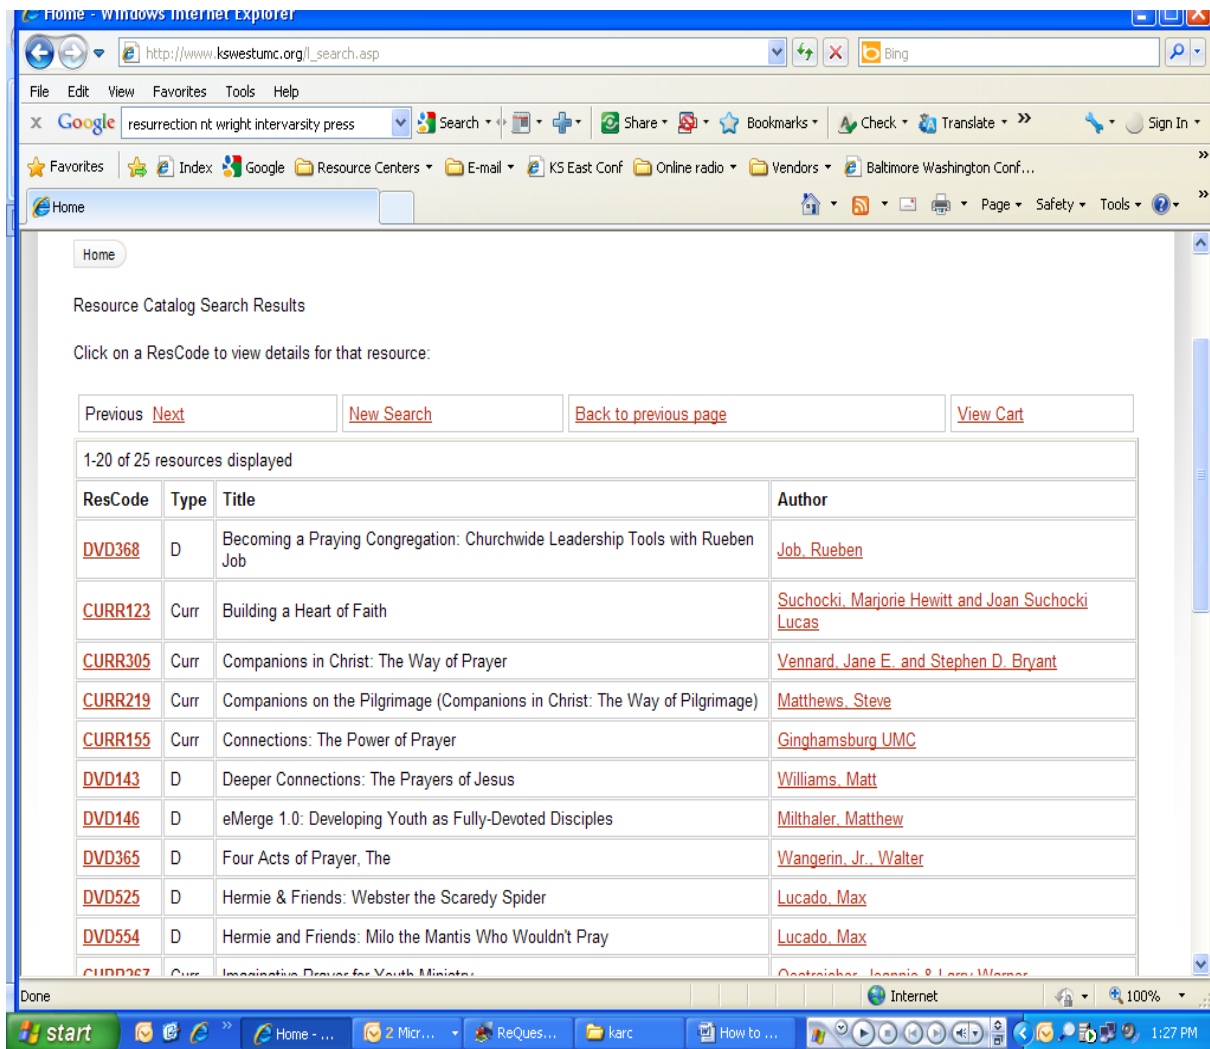 Home - Windows Internet Explorer
http://www.kswestumc.org/l_search.asp
Bing
File Edit View Favorites Tools Help
x Google resurrection nt wright intervarsity press Search Share Bookmarks Check Translate » Sign In
Favorites Index Google Resource Centers E-mail KS East Conf Online radio Vendors Baltimore Washington Conf... »
Home Page Safety Tools »
Home
Resource Catalog Search Results
Click on a ResCode to view details for that resource:
Previous Next New Search Back to previous page View Cart
1-20 of 25 resources displayed
ResCode Type Title Author
DVD368 D Becoming a Praying Congregation: Churchwide Leadership Tools with Rueben Job Job, Rueben
CURR123 Curr Building a Heart of Faith Suchocki, Marjorie Hewitt and Joan Suchocki Lucas
CURR305 Curr Companions in Christ: The Way of Prayer Vennard, Jane E. and Stephen D. Bryant
CURR219 Curr Companions on the Pilgrimage (Companions in Christ: The Way of Pilgrimage) Matthews, Steve
CURR155 Curr Connections: The Power of Prayer Ginghamsburg UMC
DVD143 D Deeper Connections: The Prayers of Jesus Williams, Matt
DVD146 D eMerge 1.0: Developing Youth as Fully-Devoted Disciples Milthaler, Matthew
DVD365 D Four Acts of Prayer, The Wangerin, Jr., Walter
DVD525 D Hermie & Friends: Webster the Scaredy Spider Lucado, Max
DVD554 D Hermie and Friends: Milo the Mantis Who Wouldn't Pray Lucado, Max
CURR267 Curr Imaginative Prayer for Youth Ministry Oestreicher, Jeannie & Larry Warner
Done Internet 100%
start » Home - ... 2 Micr... ReQues... karc How to ... 1:27 PM